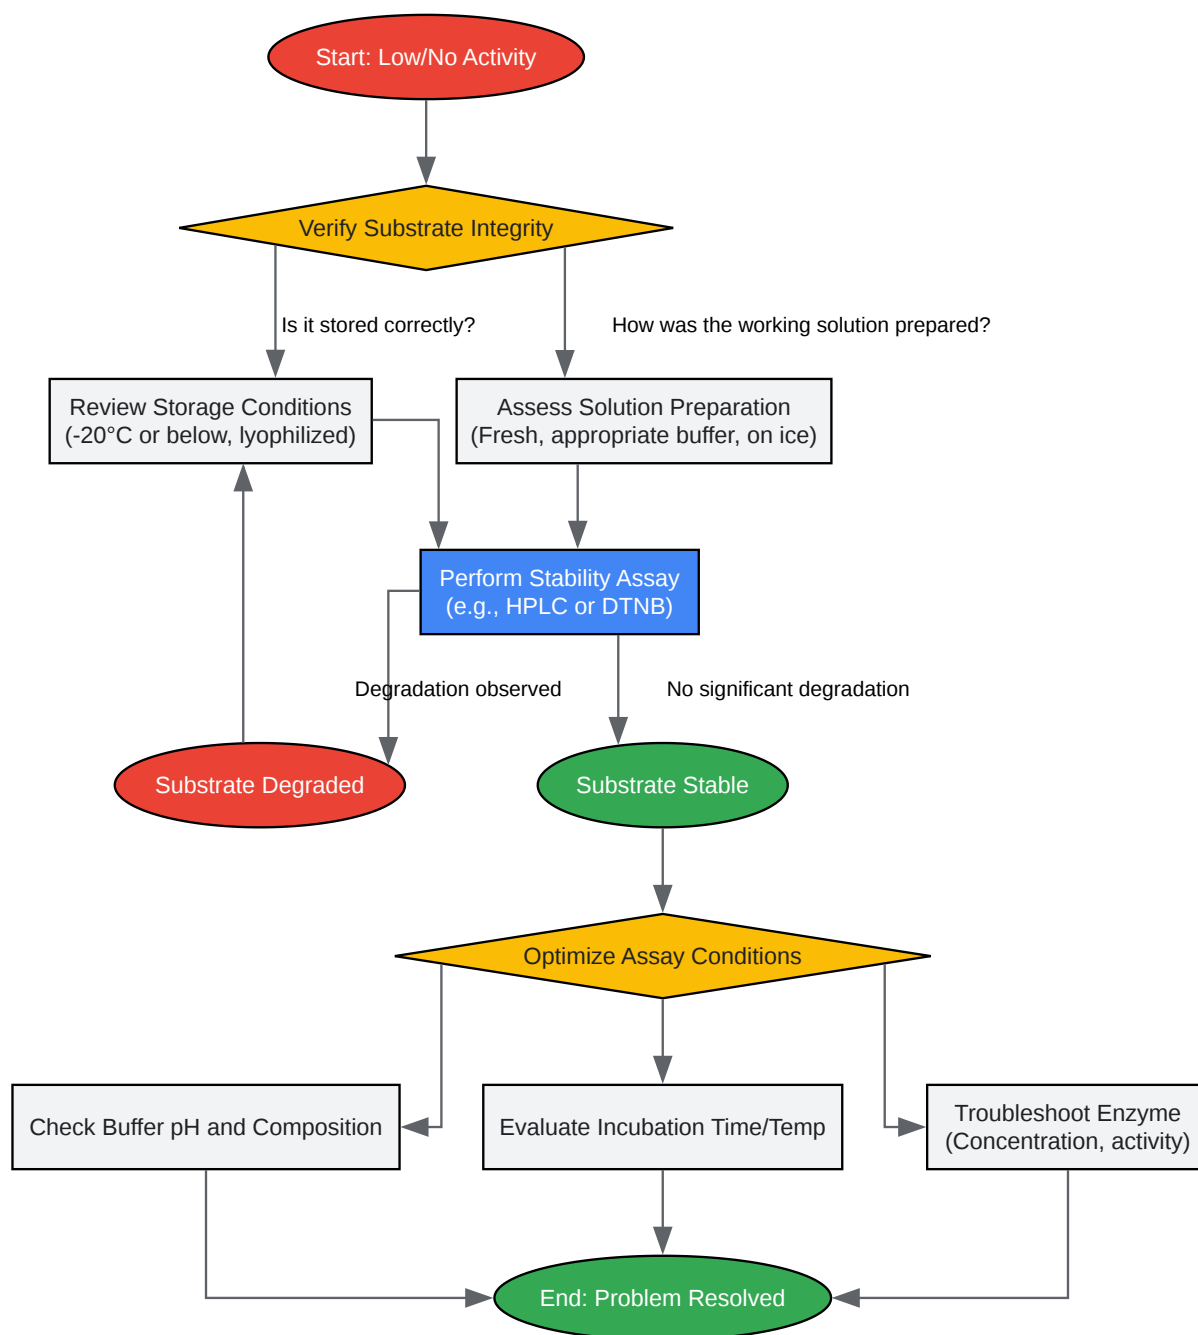 Start: Low/No Activity
Verify Substrate Integrity
Is it stored correctly?
How was the working solution prepared?
Review Storage Conditions
(-20°C or below, lyophilized)
Assess Solution Preparation
(Fresh, appropriate buffer, on ice)
Perform Stability Assay
(e.g., HPLC or DTNB)
Degradation observed
No significant degradation
Substrate Degraded
Substrate Stable
Optimize Assay Conditions
Check Buffer pH and Composition
Evaluate Incubation Time/Temp
Troubleshoot Enzyme
(Concentration, activity)
End: Problem Resolved